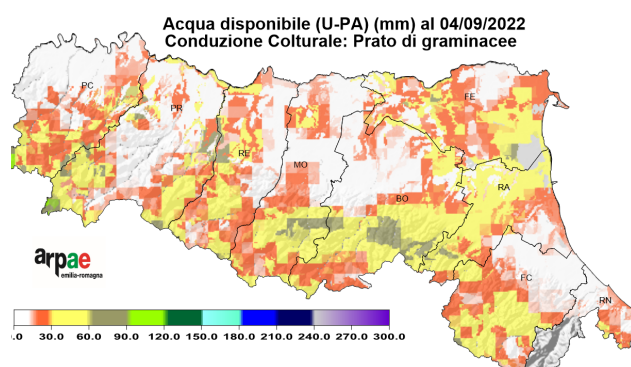 Acqua disponibile (U-PA) (mm) al 04/09/2022
Conduzione Colturale: Prato di graminacee
PC
PR
FE
RE
MO
RA
BO
FC
RN
arpae
emilia-romagna
.0 30.0 60.0 90.0 120.0 150.0 180.0 210.0 240.0 270.0 300.0